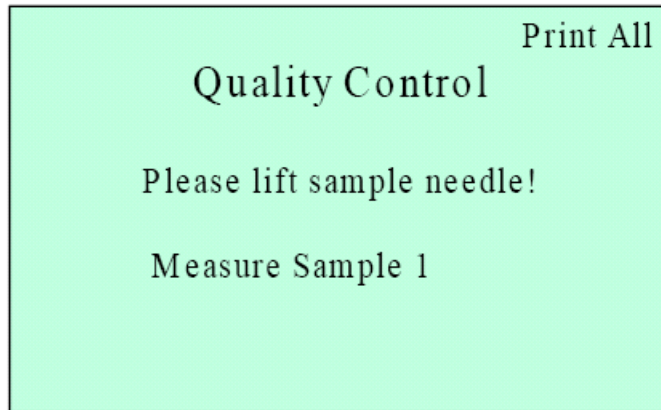 Print All
Quality Control
Please lift sample needle!
Measure Sample 1